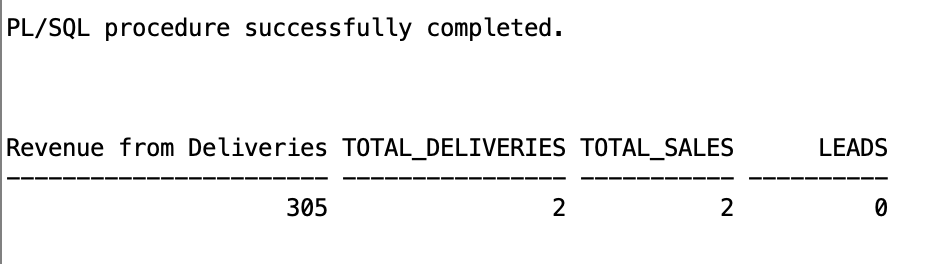 PL/SQL procedure successfully completed.
Revenue from Deliveries TOTAL_DELIVERIES TOTAL_SALES      LEADS
----------------------- ---------------- ----------- ----------
                    305                2           2          0